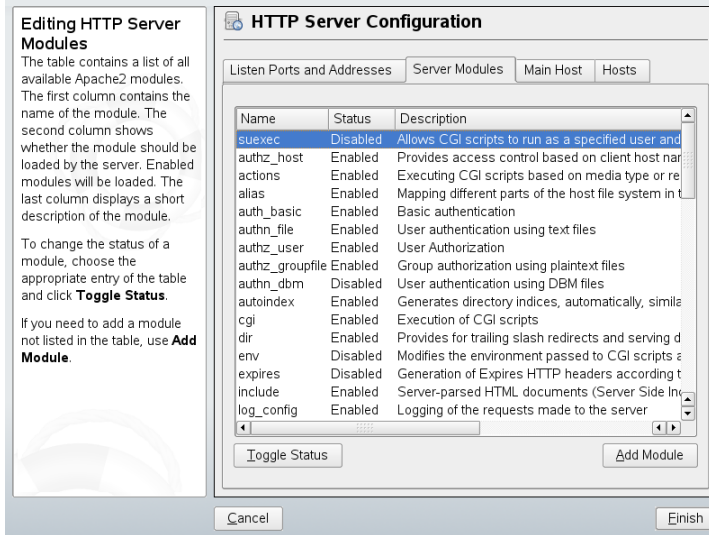 Editing HTTP Server
Modules
The table contains a list of all
available Apache2 modules.
The first column contains the
name of the module. The
second column shows
whether the module should be
loaded by the server. Enabled
modules will be loaded. The
last column displays a short
description of the module.
To change the status of a
module, choose the
appropriate entry of the table
and click Toggle Status.
If you need to add a module
not listed in the table, use Add
Module.
HTTP Server Configuration
Listen Ports and Addresses Server Modules Main Host Hosts
Name Status Description
suexec Disabled Allows CGI scripts to run as a specified user and
authz_host Enabled Provides access control based on client host nar
actions Enabled Executing CGI scripts based on media type or re
alias Enabled Mapping different parts of the host file system in t
auth_basic Enabled Basic authentication
authn_file Enabled User authentication using text files
authz_user Enabled User Authorization
authz_groupfile Enabled Group authorization using plaintext files
authn_dbm Disabled User authentication using DBM files
autoindex Enabled Generates directory indices, automatically, simila
cgi Enabled Execution of CGI scripts
dir Enabled Provides for trailing slash redirects and serving d
env Disabled Modifies the environment passed to CGI scripts a
expires Disabled Generation of Expires HTTP headers according t
include Enabled Server-parsed HTML documents (Server Side Inc
log_config Enabled Logging of the requests made to the server
Toggle Status Add Module
Cancel Finish